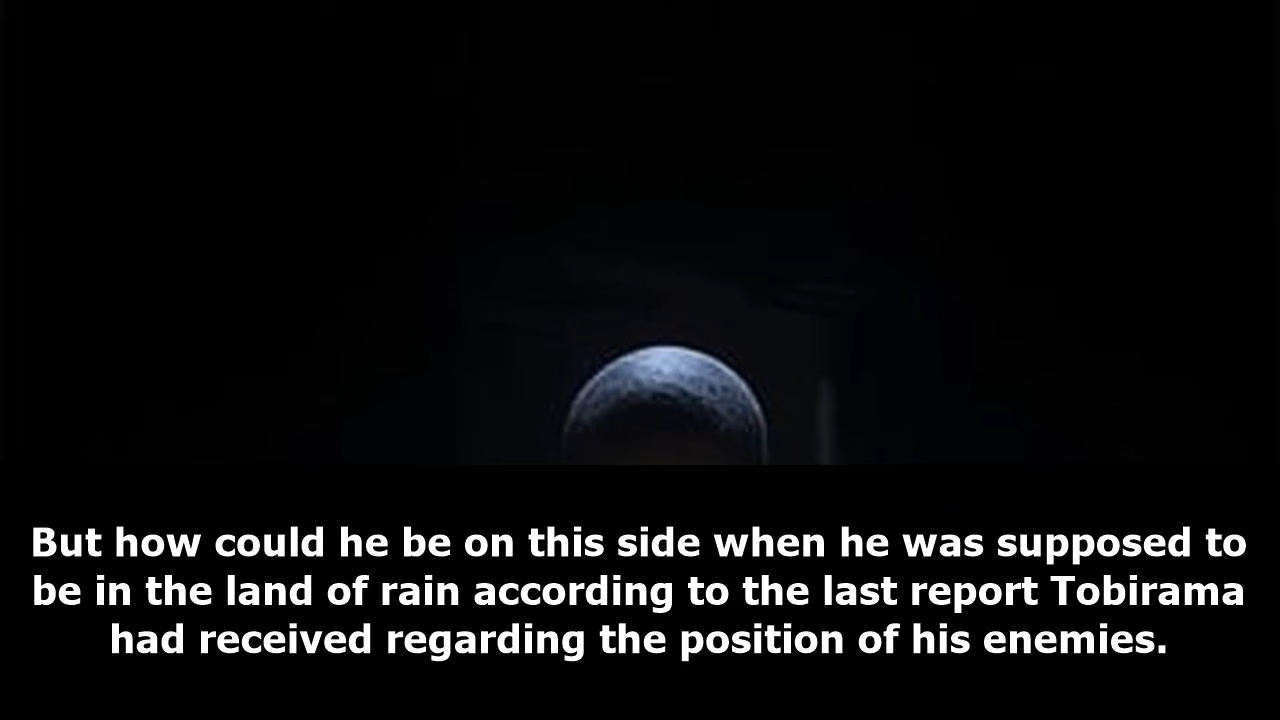 But how could he be on this side when he was supposed to
be in the land of rain according to the last report Tobirama
had received regarding the position of his enemies.